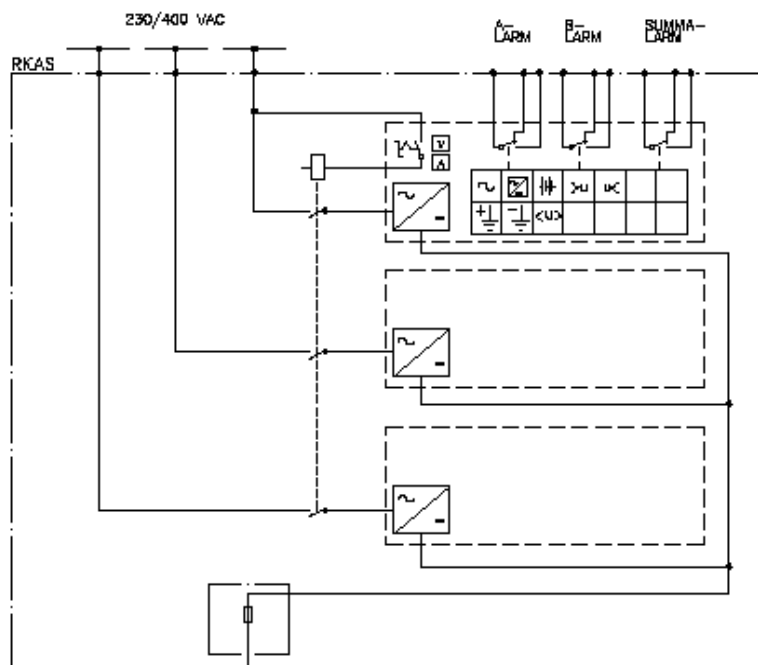 230/400 VAC
A-
LARM
B-
LARM
SUMMA-
LARM
RKAS
V
A
>U
U<
<U>